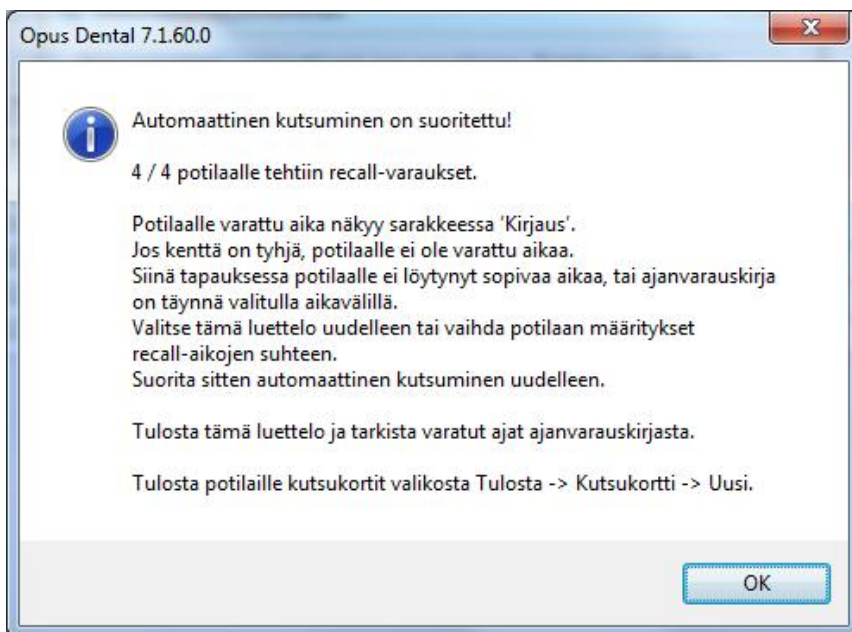 Opus Dental 7.1.60.0
Automaattinen kutsuminen on suoritettu!
4 / 4 potilaalle tehtiin recall-varaukset.
Potilaalle varattu aika näkyy sarakkeessa 'Kirjaus'.
Jos kenttä on tyhjä, potilaalle ei ole varattu aikaa.
Siinä tapauksessa potilaalle ei löytynyt sopivaa aikaa, tai ajanvarauskirja
on täynnä valitulla aikavälillä.
Valitse tämä luettelo uudelleen tai vaihda potilaan määritykset
recall-aikojen suhteen.
Suorita sitten automaattinen kutsuminen uudelleen.
Tulosta tämä luettelo ja tarkista varatut ajat ajanvarauskirjasta.
Tulosta potilaille kutsukortit valikosta Tulosta -> Kutsukortti -> Uusi.
OK